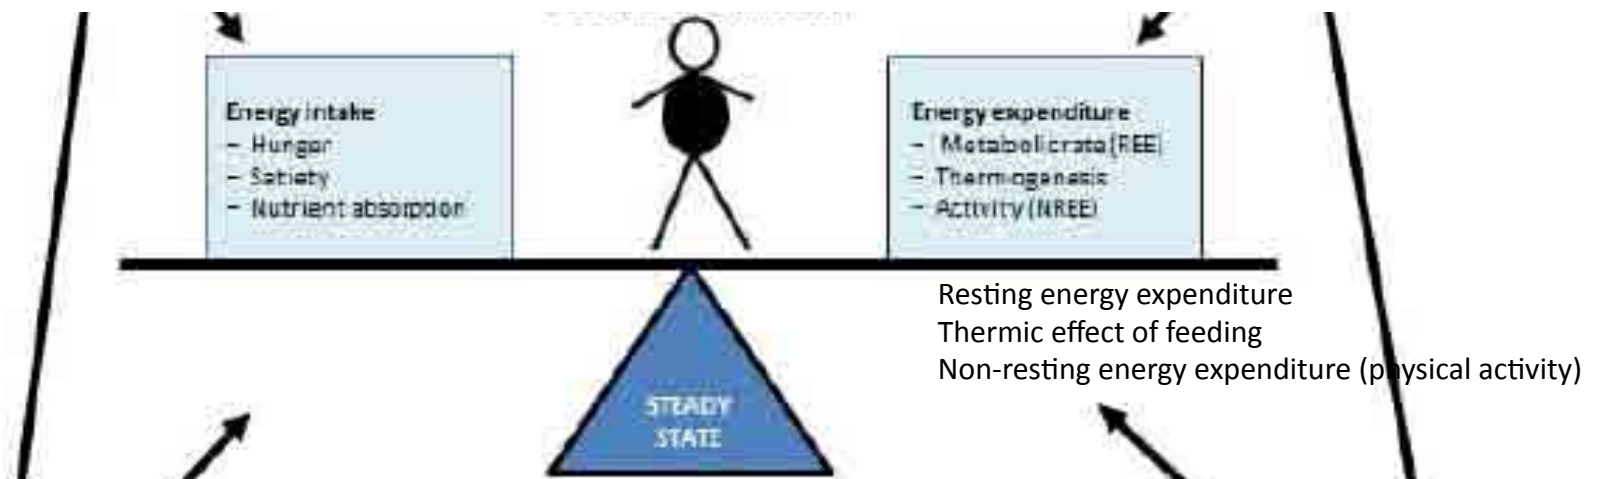 Energy intake
– Hunger
– Satiety
– Nutrient absorption
Energy expenditure
– Metabolic rate (REE)
– Thermogenesis
– Activity (NREE)
Resting energy expenditure
Thermic effect of feeding
Non-resting energy expenditure (physical activity)
STEADY
STATE